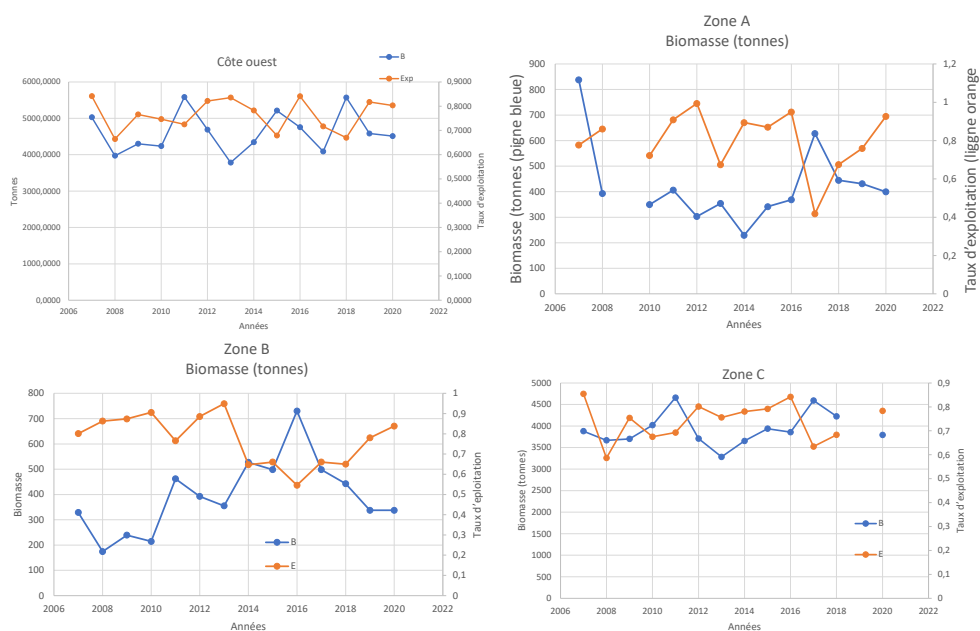 Côte ouest
B
Exp
6000,0000
5000,0000
4000,0000
3000,0000
2000,0000
1000,0000
0,0000
Tonnes
0,9000
0,8000
0,7000
0,6000
0,5000
0,4000
0,3000
0,2000
0,1000
0,0000
Taux d'exploitation
2006 2008 2010 2012 2014 2016 2018 2020 2022
Années
Zone A
Biomasse (tonnes)
Biomasse (tonnes (pigne bleue)
900
800
700
600
500
400
300
200
100
0
1,2
1
0,8
0,6
0,4
0,2
0
Taux d'exploitation (liggne orange
2006 2008 2010 2012 2014 2016 2018 2020 2022
Années
Zone B
Biomasse (tonnes)
Biomasse
800
700
600
500
400
300
200
100
0
1
0,9
0,8
0,7
0,6
0,5
0,4
0,3
0,2
0,1
0
Taux d'eploitation
B
E
2006 2008 2010 2012 2014 2016 2018 2020 2022
Années
Zone C
Biomasse (tonnes)
5000
4500
4000
3500
3000
2500
2000
1500
1000
500
0
0,9
0,8
0,7
0,6
0,5
0,4
0,3
0,2
0,1
0
Taux d'exploitation
B
E
2006 2008 2010 2012 2014 2016 2018 2020 2022
Années